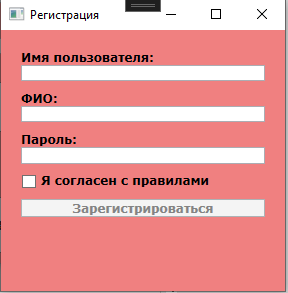 Регистрация
Имя пользователя:
ФИО:
Пароль:
Я согласен с правилами
Зарегистрироваться